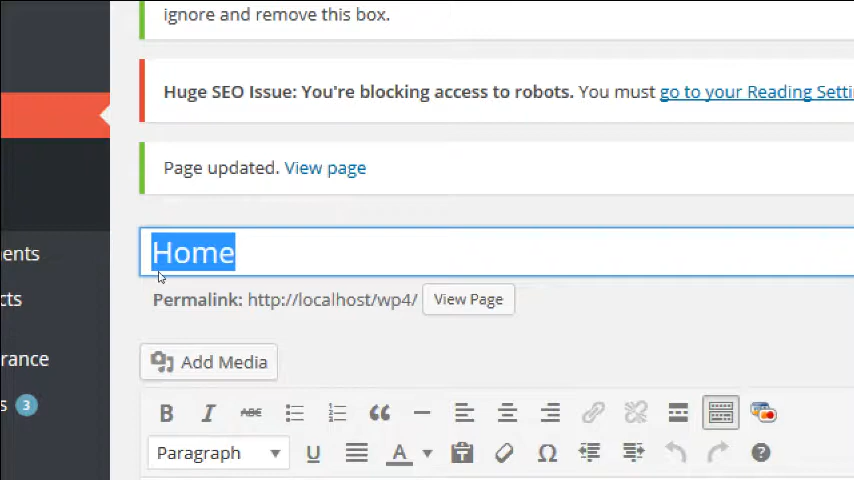 ignore and remove this box.
Huge SEO Issue: You're blocking access to robots. You must go to your Reading Setti
Page updated. View page
Home
Permalink: http://localhost/wp4/ View Page
Add Media
B I ABC
Paragraph U A
ents
cts
rance
s 3